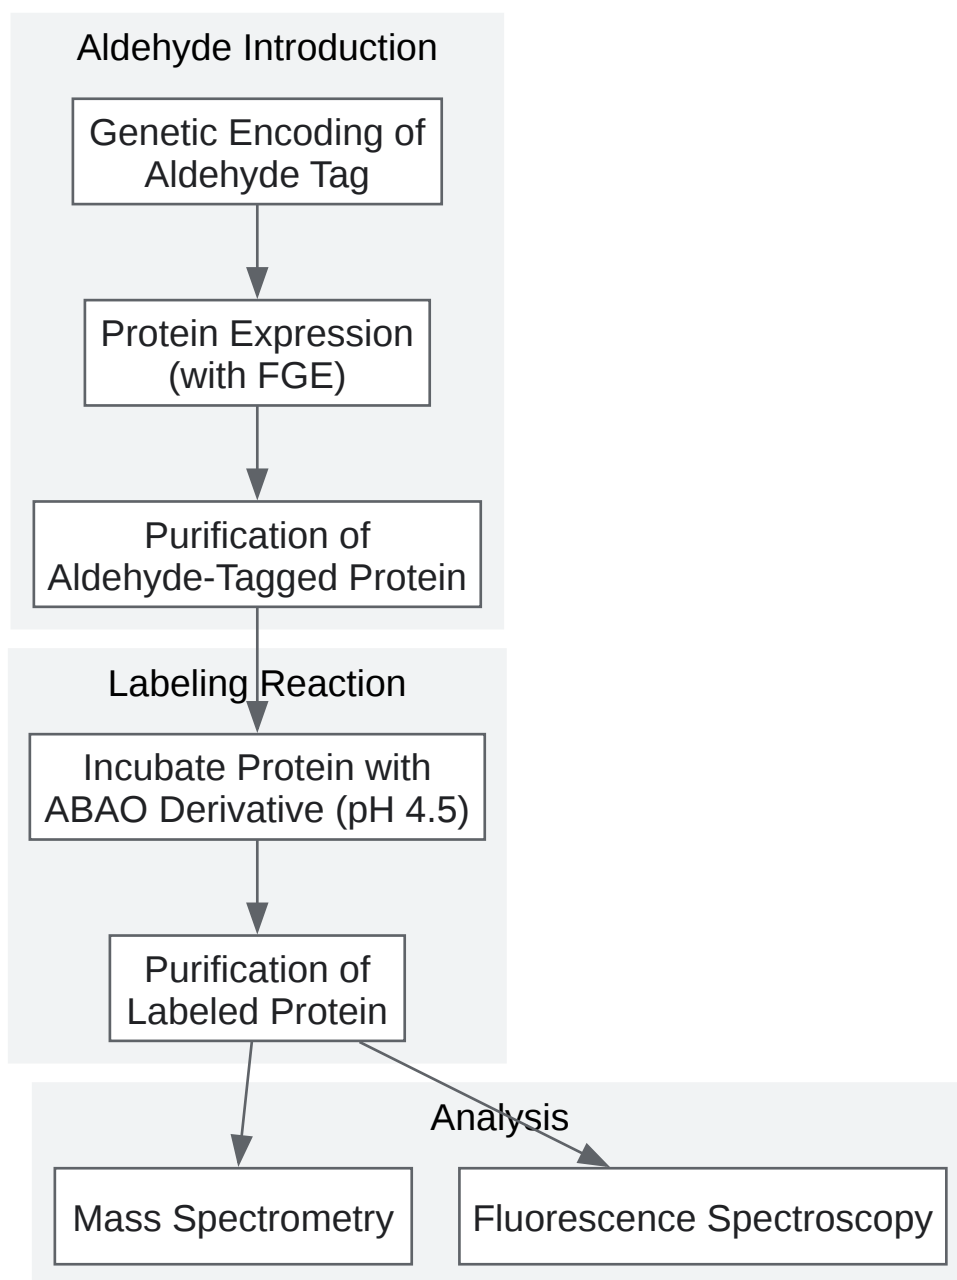 Aldehyde Introduction
Genetic Encoding of
Aldehyde Tag
Protein Expression
(with FGE)
Purification of
Aldehyde-Tagged Protein
Labeling Reaction
Incubate Protein with
ABAO Derivative (pH 4.5)
Purification of
Labeled Protein
Analysis
Mass Spectrometry
Fluorescence Spectroscopy